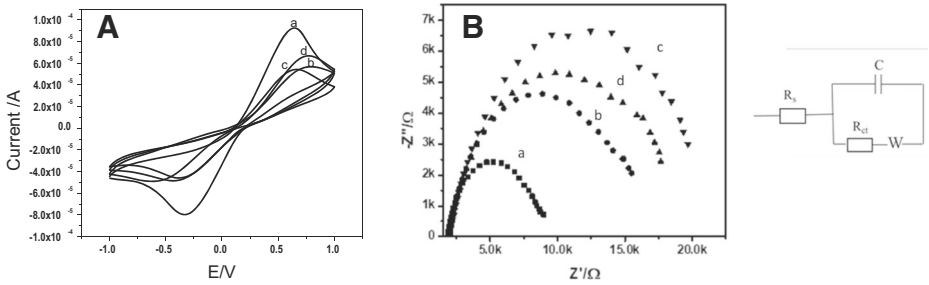 A
B
Current /A
1.0x10 -4
8.0x10 -5
6.0x10 -5
4.0x10 -5
2.0x10 -5
0.0
-2.0x10 -5
-4.0x10 -5
-6.0x10 -5
-8.0x10 -5
-1.0x10 -4
a
d
c
b
-1.0
-0.5
0.0
0.5
1.0
E/V
-Z''/Ω
7k
6k
5k
4k
3k
2k
1k
0
c
d
b
a
5.0k
10.0k
15.0k
20.0k
Z'/Ω
C
Rs
Rct
W